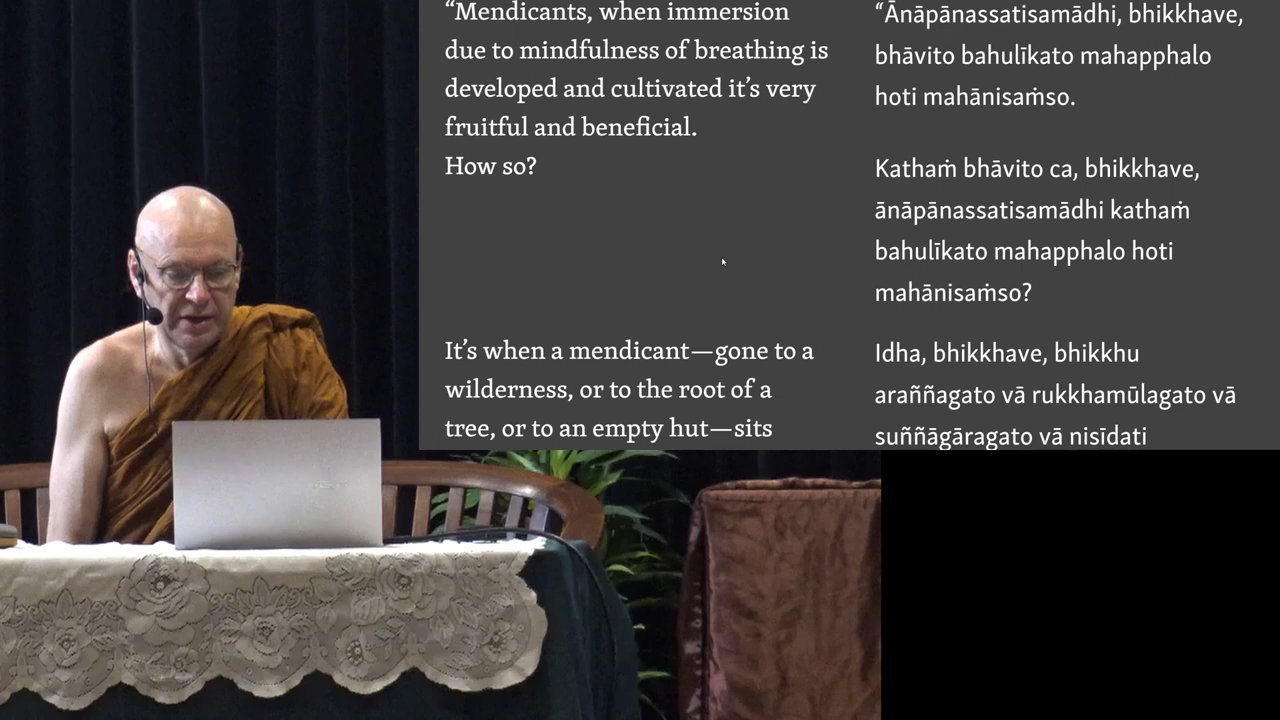 “Mendicants, when immersion
due to mindfulness of breathing is
developed and cultivated it’s very
fruitful and beneficial.
How so?
It’s when a mendicant—gone to a
wilderness, or to the root of a
tree, or to an empty hut—sits
“Ānāpānassatisamādhi, bhikkhave,
bhāvito bahulīkato mahapphalo
hoti mahānisaṁso.
Kathaṁ bhāvito ca, bhikkhave,
ānāpānassatisamādhi kathaṁ
bahulīkato mahapphalo hoti
mahānisaṁso?
Idha, bhikkhave, bhikkhu
araññagato vā rukkhamūlagato vā
suññāgāragato vā nisīdati